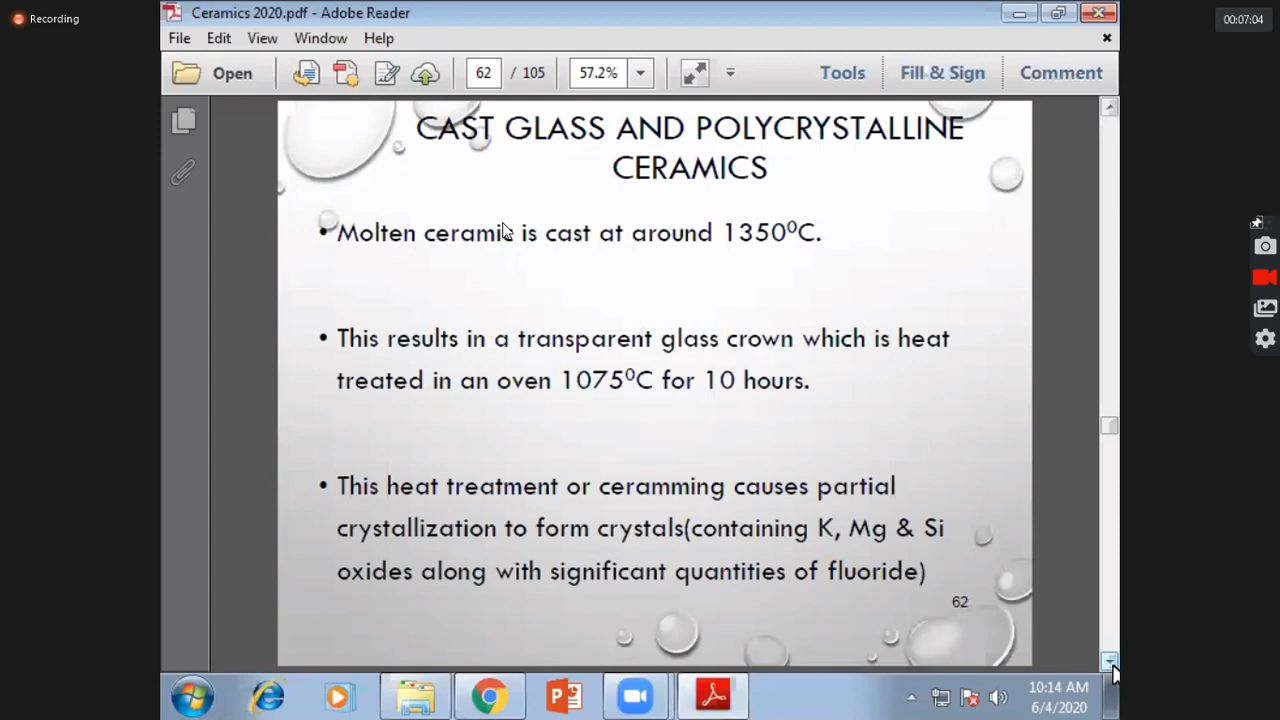 Recording
00:07:04
Ceramics 2020.pdf - Adobe Reader
File Edit View Window Help
Open
62 / 105
57.2%
Tools
Fill & Sign
Comment
CAST GLASS AND POLYCRYSTALLINE
CERAMICS
• Molten ceramic is cast at around 1350⁰C.
• This results in a transparent glass crown which is heat
treated in an oven 1075⁰C for 10 hours.
• This heat treatment or ceramming causes partial
crystallization to form crystals(containing K, Mg & Si
oxides along with significant quantities of fluoride)
62
10:14 AM
6/4/2020